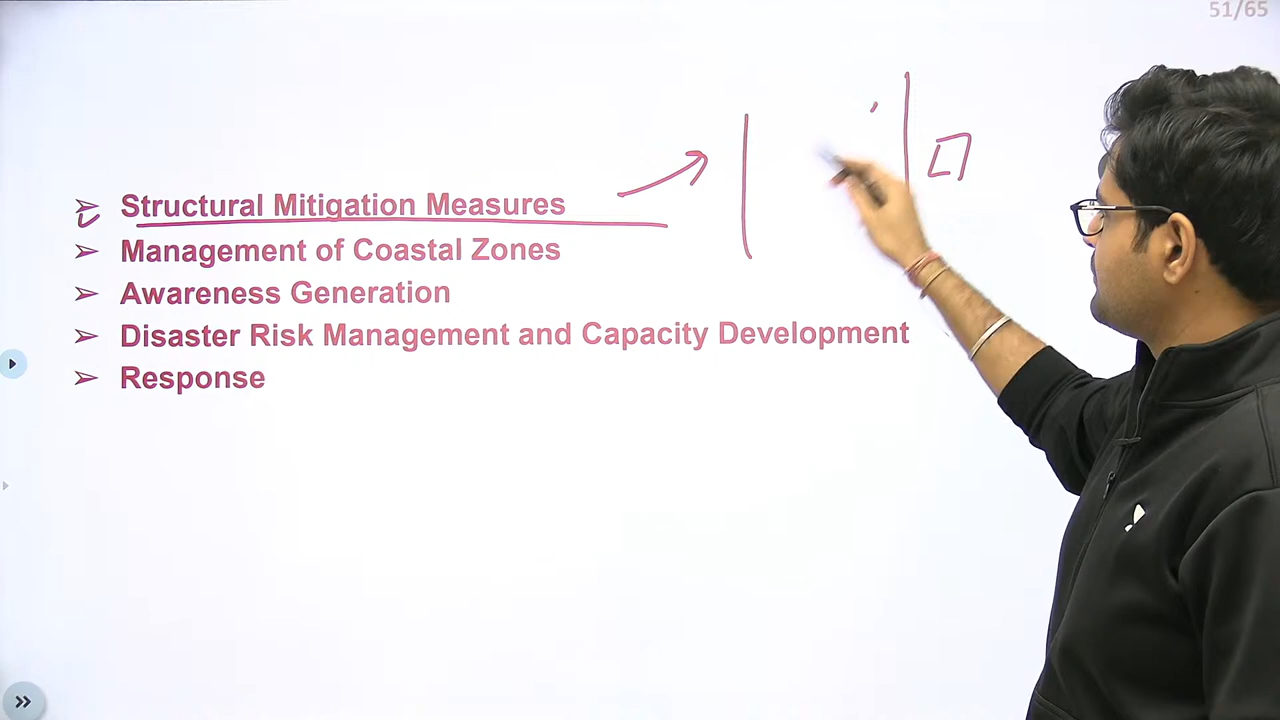 51/65
➢ Structural Mitigation Measures
➢ Management of Coastal Zones
➢ Awareness Generation
➢ Disaster Risk Management and Capacity Development
➢ Response